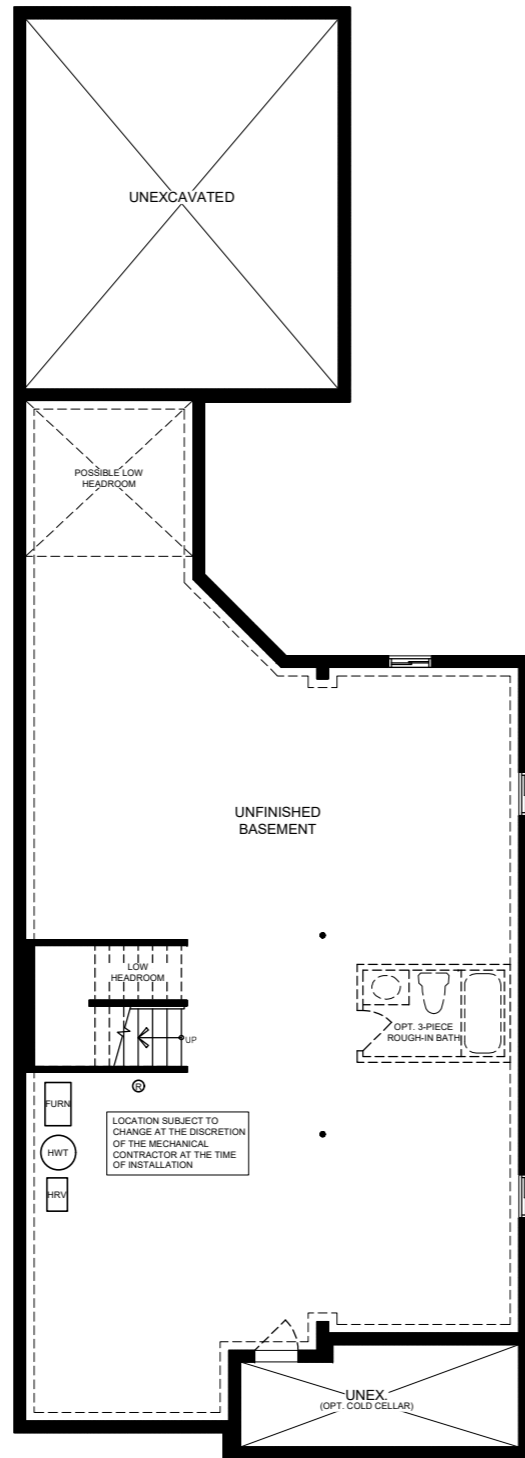 UNEXCAVATED
POSSIBLE LOW
HEADROOM
UNFINISHED
BASEMENT
LOW
HEADROOM
OPT. 3-PIECE
ROUGH-IN BATH
UP
R
FURN
LOCATION SUBJECT TO
CHANGE AT THE DISCRETION
OF THE MECHANICAL
CONTRACTOR AT THE TIME
OF INSTALLATION
HWT
HRV
UNEX.
(OPT. COLD CELLAR)